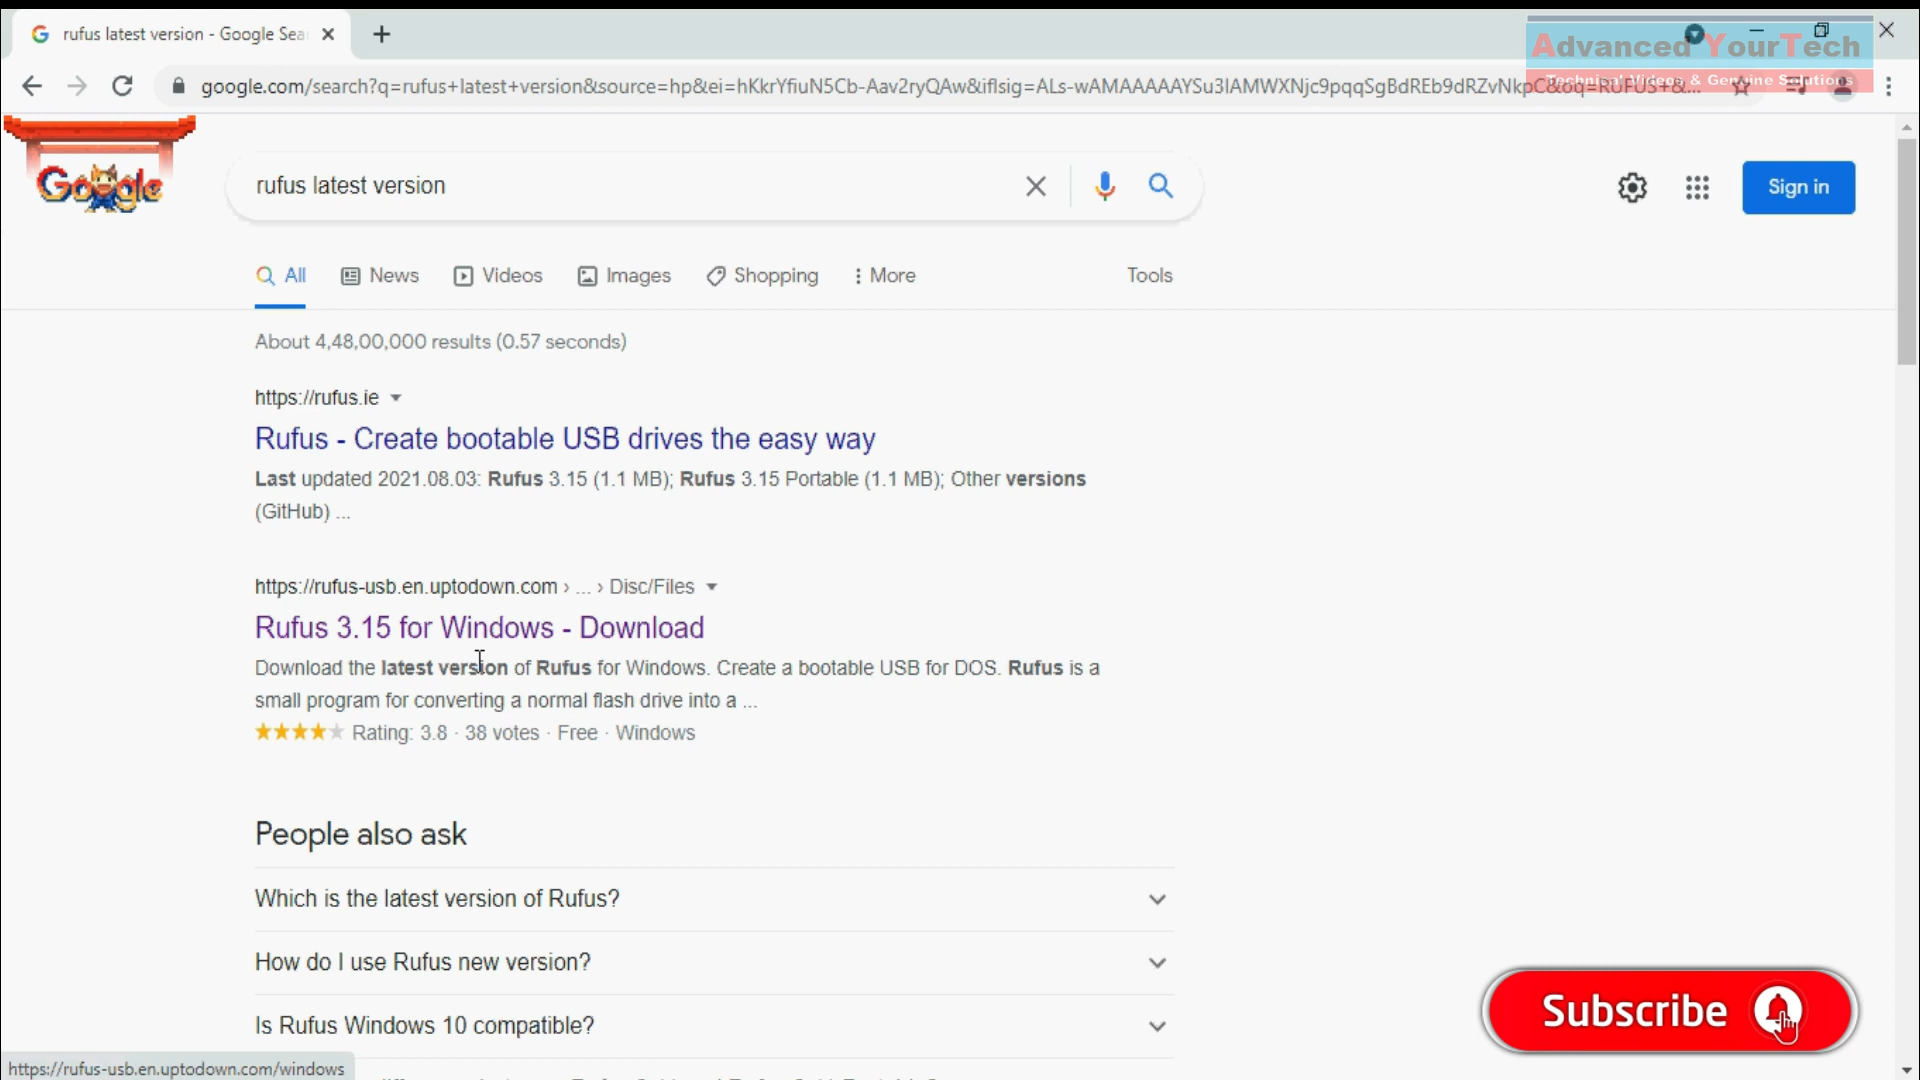 rufus latest version - Google Sea
Advanced YourTech
google.com/search?q=rufus+latest+version&source=hp&ei=hKkrYfiuN5Cb-Aav2ryQAw&iflsig=ALs-wAMAAAAAYSu3IAMWXNjc9pqqSgBdREb9dRZvNkpC&oq=RUFUS+&...
Technical Videos & Genuine Solutions
Google
rufus latest version
Sign in
All News Videos Images Shopping More Tools
About 4,48,00,000 results (0.57 seconds)
https://rufus.ie
Rufus - Create bootable USB drives the easy way
Last updated 2021.08.03: Rufus 3.15 (1.1 MB); Rufus 3.15 Portable (1.1 MB); Other versions
(GitHub) ...
https://rufus-usb.en.uptodown.com › ... › Disc/Files
Rufus 3.15 for Windows - Download
Download the latest version of Rufus for Windows. Create a bootable USB for DOS. Rufus is a
small program for converting a normal flash drive into a ...
Rating: 3.8 · 38 votes · Free · Windows
People also ask
Which is the latest version of Rufus?
How do I use Rufus new version?
Is Rufus Windows 10 compatible?
Subscribe
https://rufus-usb.en.uptodown.com/windows